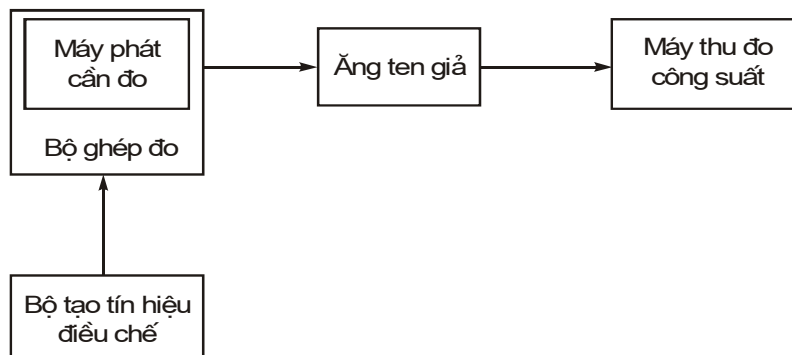 Máy phát
cần đo
Bộ ghép đo
Ăng ten giả
Máy thu đo
công suất
Bộ tạo tín hiệu
điều chế